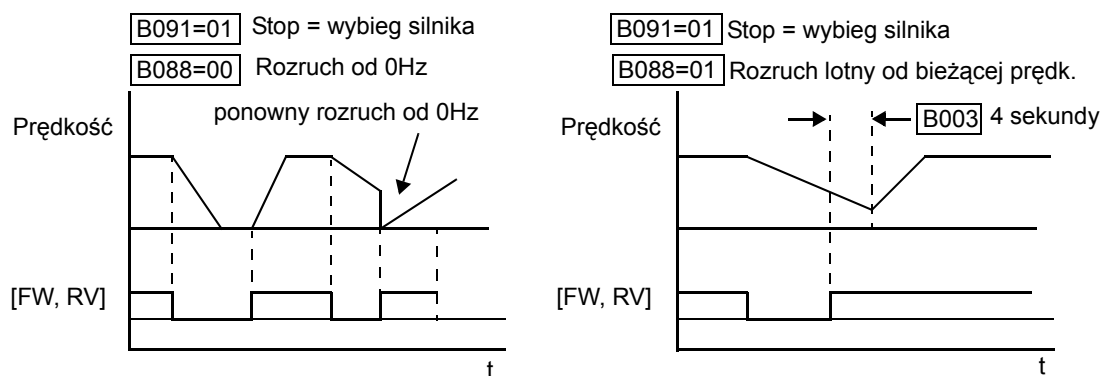 B091=01 Stop = wybieg silnika
B088=00 Rozruch od 0Hz
ponowny rozruch od 0Hz
Prędkość
[FW, RV]
t
B091=01 Stop = wybieg silnika
B088=01 Rozruch lotny od bieżącej prędk.
B003 4 sekundy
Prędkość
[FW, RV]
t